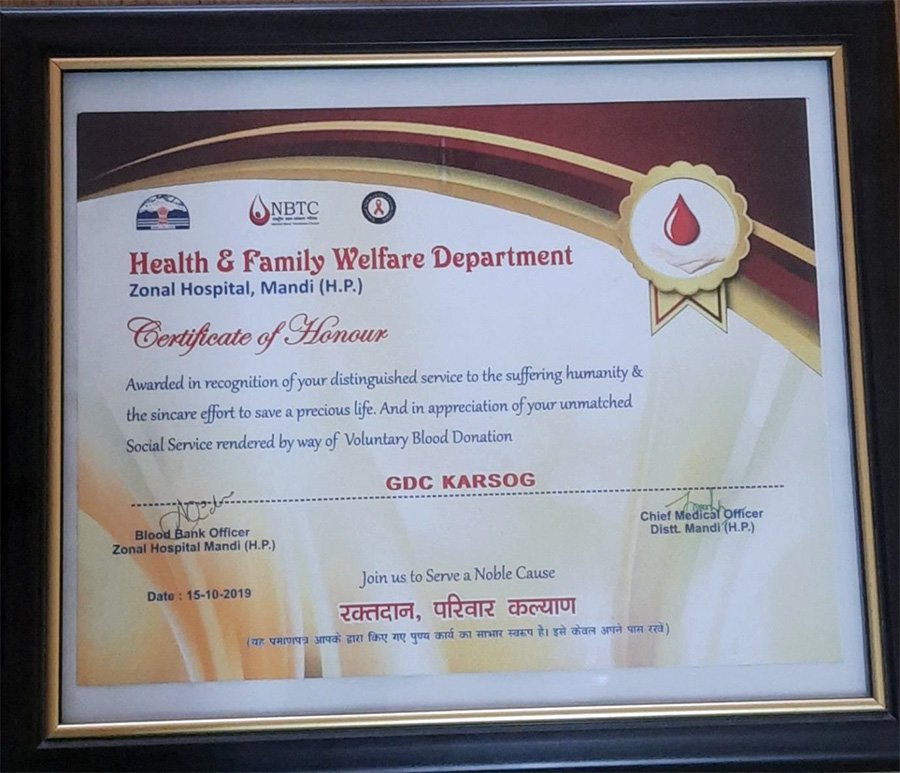 NBTC
Health & Family Welfare Department
Zonal Hospital, Mandi (H.P.)
Certificate of Honour
Awarded in recognition of your distinguished service to the suffering humanity &
the sincare effort to save a precious life. And in appreciation of your unmatched
Social Service rendered by way of Voluntary Blood Donation
GDC KARSOG
Blood Bank Officer
Zonal Hospital Mandi (H.P.)
Chief Medical Officer
Distt. Mandi (H.P.)
Date : 15-10-2019
Join us to Serve a Noble Cause
रक्तदान, परिवार कल्याण
(यह प्रमाणपत्र आपके द्वारा किए गए पुण्य कार्य का साभार स्वरूप है। इसे केवल अपने पास रखें)